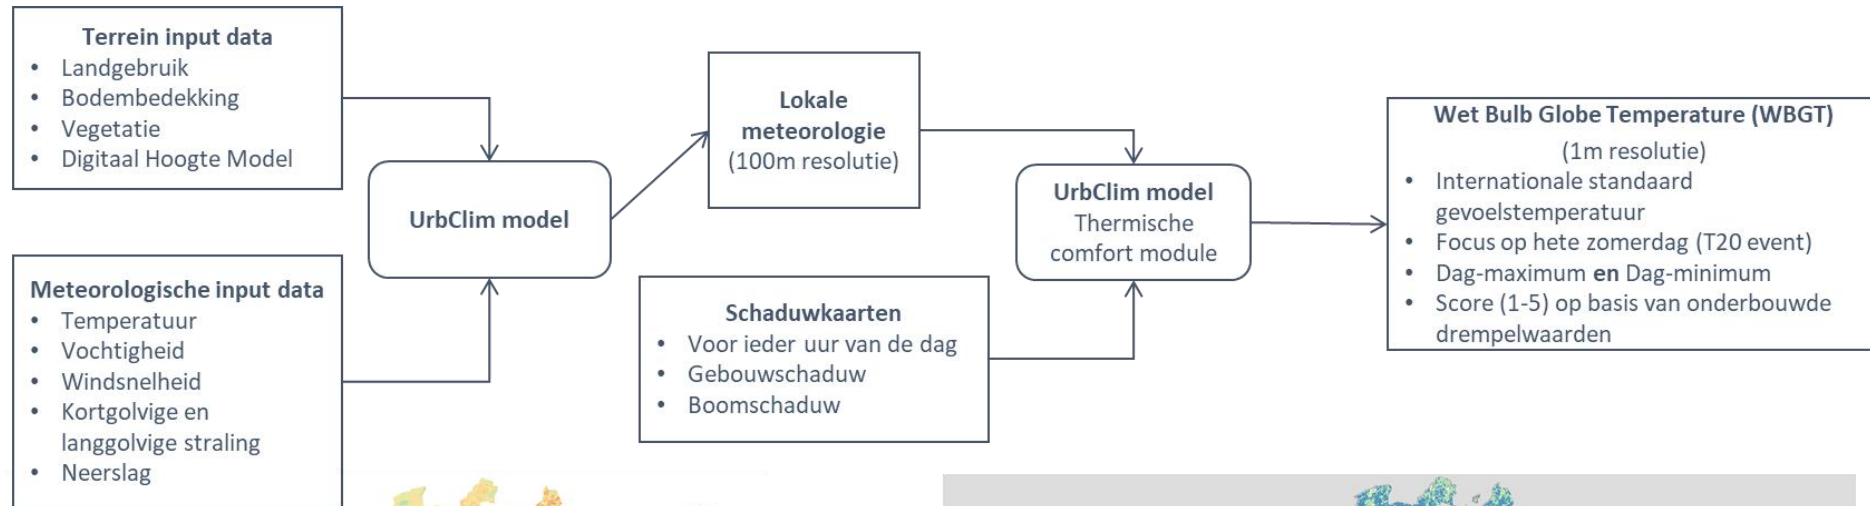 Terrein input data
• Landgebruik
• Bodembedekking
• Vegetatie
• Digitaal Hoogte Model
Meteorologische input data
• Temperatuur
• Vochtigheid
• Windsnelheid
• Kortgolvige en
langgolvige straling
• Neerslag
UrbClim model
Lokale
meteorologie
(100m resolutie)
Schaduwkaarten
• Voor ieder uur van de dag
• Gebouwschaduw
• Boomschaduw
UrbClim model
Thermische
comfort module
Wet Bulb Globe Temperature (WBGT)
(1m resolutie)
• Internationale standaard
gevoelstemperatuur
• Focus op hete zomerdag (T20 event)
• Dag-maximum en Dag-minimum
• Score (1-5) op basis van onderbouwde
drempelwaarden